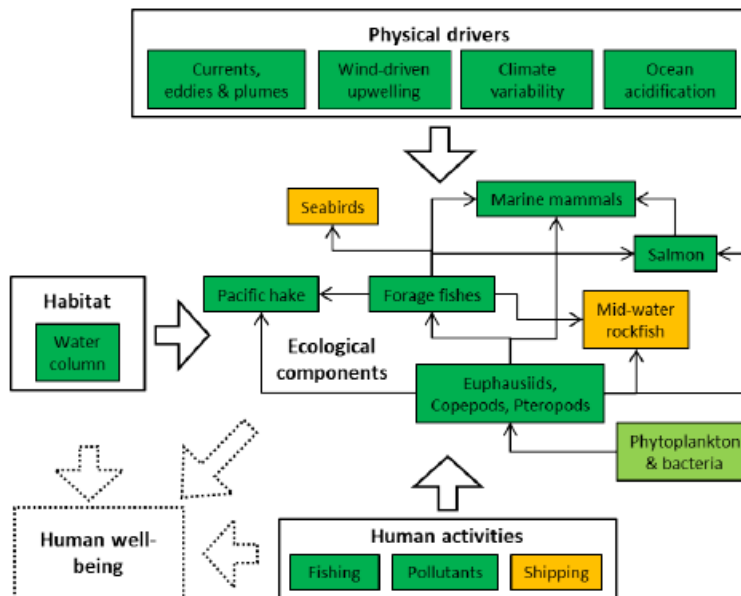 Physical drivers
Currents,
eddies & plumes
Wind-driven
upwelling
Climate
variability
Ocean
acidification
Seabirds
Marine mammals
Salmon
Habitat
Water
column
Pacific hake
Forage fishes
Mid-water
rockfish
Ecological
components
Euphausiids,
Copepods, Pteropods
Phytoplankton
& bacteria
Human well-
being
Human activities
Fishing
Pollutants
Shipping